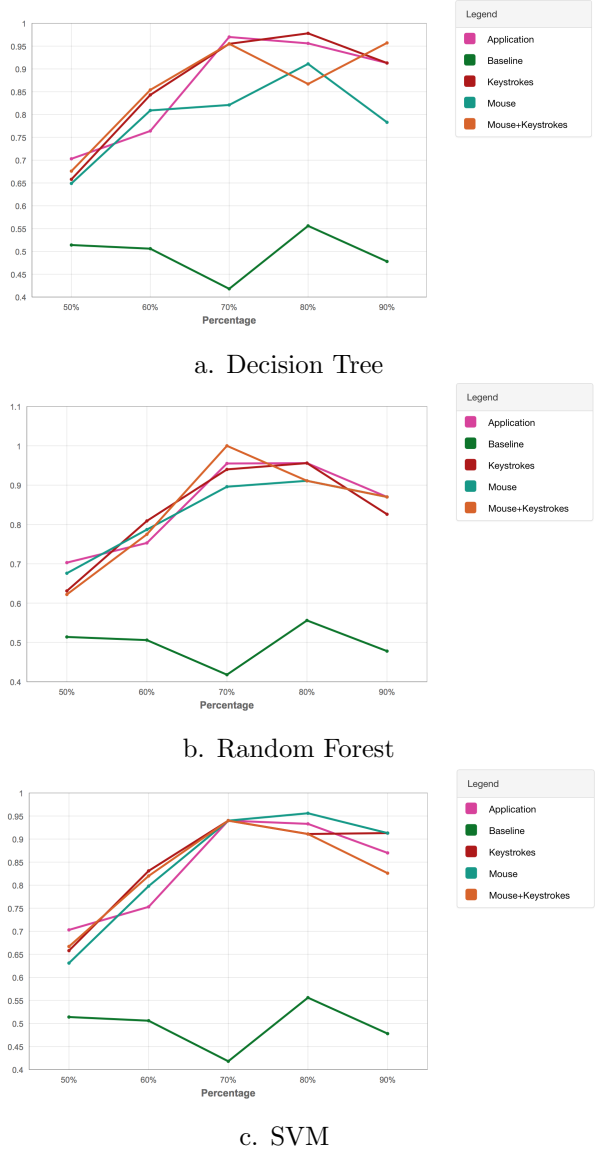 Legend
Application
Baseline
Keystrokes
Mouse
Mouse+Keystrokes
1
0.95
0.9
0.85
0.8
0.75
0.7
0.65
0.6
0.55
0.5
0.45
0.4
50% 60% 70% 80% 90%
Percentage
a. Decision Tree
Legend
Application
Baseline
Keystrokes
Mouse
Mouse+Keystrokes
1.1
1
0.9
0.8
0.7
0.6
0.5
0.4
50% 60% 70% 80% 90%
Percentage
b. Random Forest
Legend
Application
Baseline
Keystrokes
Mouse
Mouse+Keystrokes
1
0.95
0.9
0.85
0.8
0.75
0.7
0.65
0.6
0.55
0.5
0.45
0.4
50% 60% 70% 80% 90%
Percentage
c. SVM